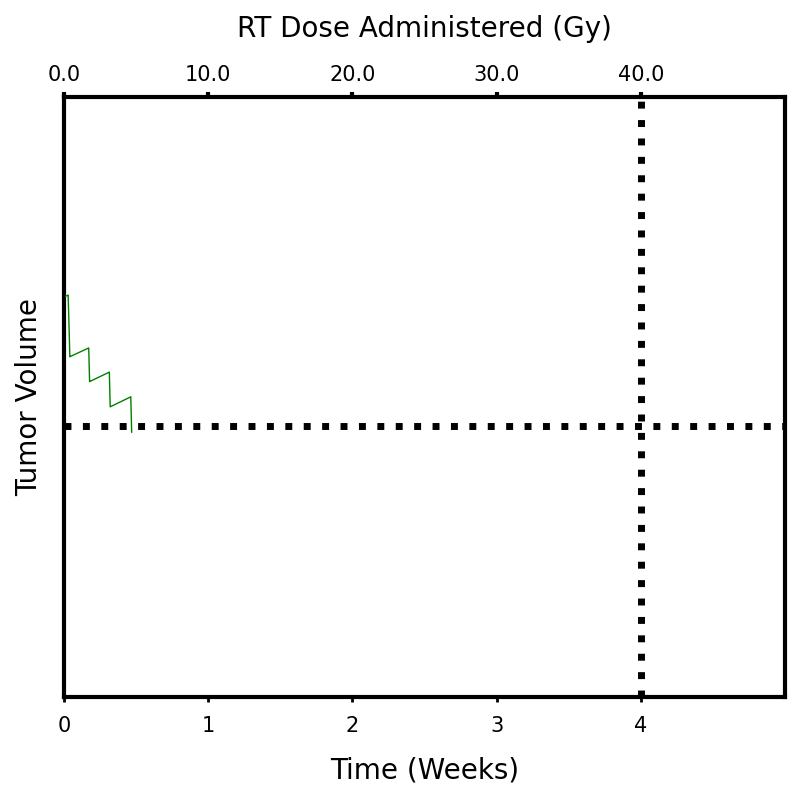 RT Dose Administered (Gy)
0.0 10.0 20.0 30.0 40.0
Tumor Volume
0 1 2 3 4
Time (Weeks)